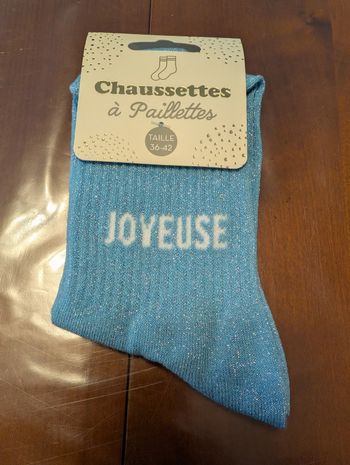 Chaussettes
à Paillettes
TAILLE
36-42
JOYEUSE